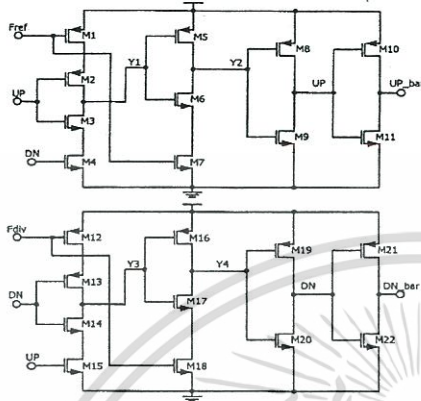 Fref
M1
M5
M8
M10
M2
Y1
Y2
UP
M3
M6
UP
UP_ba
DN
M4
M7
M9
M11
Fdiv
M12
M16
M19
M21
M13
Y3
Y4
DN
M14
M17
DN
DN_bar
UP
M15
M18
M20
M22